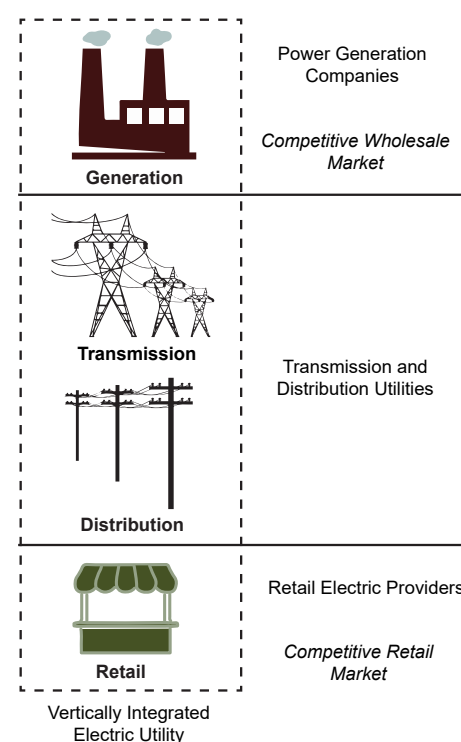 Power Generation
Companies
Competitive Wholesale
Market
Generation
Transmission
Transmission and
Distribution Utilities
Distribution
Retail Electric Providers
Competitive Retail
Market
Retail
Vertically Integrated
Electric Utility